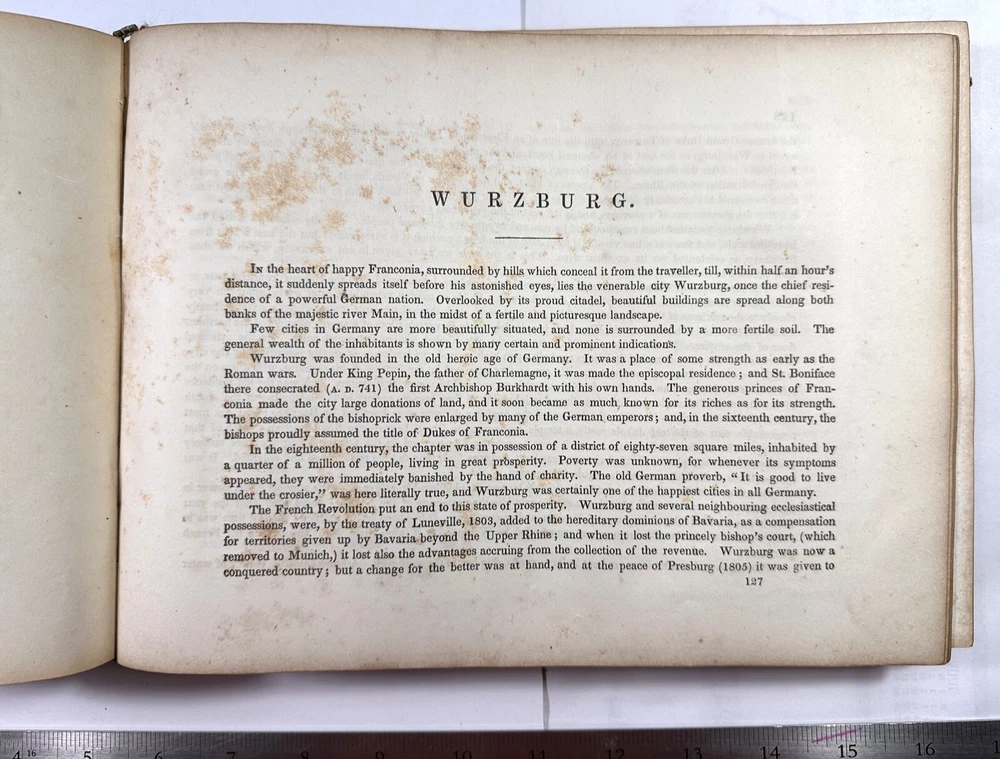 WURZBURG.
In the heart of happy Franconia, surrounded by hills which conceal it from the traveller, till, within half an hour's
distance, it suddenly spreads itself before his astonished eyes, lies the venerable city Wurzburg, once the chief resi-
dence of a powerful German nation. Overlooked by its proud citadel, beautiful buildings are spread along both
banks of the majestic river Main, in the midst of a fertile and picturesque landscape.
Few cities in Germany are more beautifully situated, and none is surrounded by a more fertile soil. The
general wealth of the inhabitants is shown by many certain and prominent indications.
Wurzburg was founded in the old heroic age of Germany. It was a place of some strength as early as the
Roman wars. Under King Pepin, the father of Charlemagne, it was made the episcopal residence; and St. Boniface
there consecrated (A. D. 741) the first Archbishop Burkhardt with his own hands. The generous princes of Fran-
conia made the city large donations of land, and it soon became as much known for its riches as for its strength.
The possessions of the bishoprick were enlarged by many of the German emperors; and, in the sixteenth century, the
bishops proudly assumed the title of Dukes of Franconia.
In the eighteenth century, the chapter was in possession of a district of eighty-seven square miles, inhabited by
a quarter of a million of people, living in great prosperity. Poverty was unknown, for whenever its symptoms
appeared, they were immediately banished by the hand of charity. The old German proverb, "It is good to live
under the crosier," was here literally true, and Wurzburg was certainly one of the happiest cities in all Germany.
The French Revolution put an end to this state of prosperity. Wurzburg and several neighbouring ecclesiastical
possessions, were, by the treaty of Luneville, 1803, added to the hereditary dominions of Bavaria, as a compensation
for territories given up by Bavaria beyond the Upper Rhine; and when it lost the princely bishop's court, (which
removed to Munich,) it lost also the advantages accruing from the collection of the revenue. Wurzburg was now a
conquered country; but a change for the better was at hand, and at the peace of Presburg (1805) it was given to
127
4 16 5 6 7 8 9 10 11 12 13 14 15 16